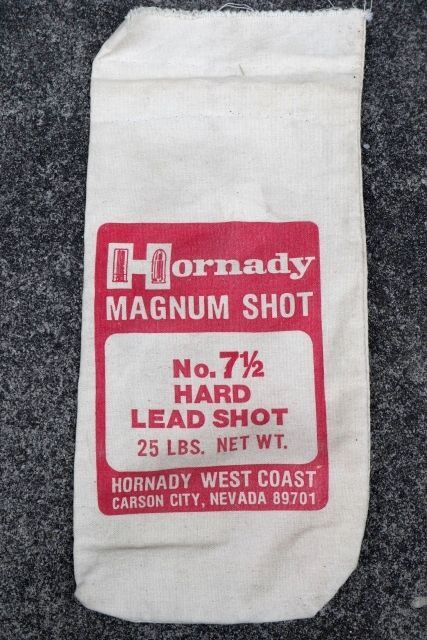 Hornady
MAGNUM SHOT
No. 7½
HARD
LEAD SHOT
25 LBS. NET WT.
HORNADY WEST COAST
CARSON CITY, NEVADA 89701